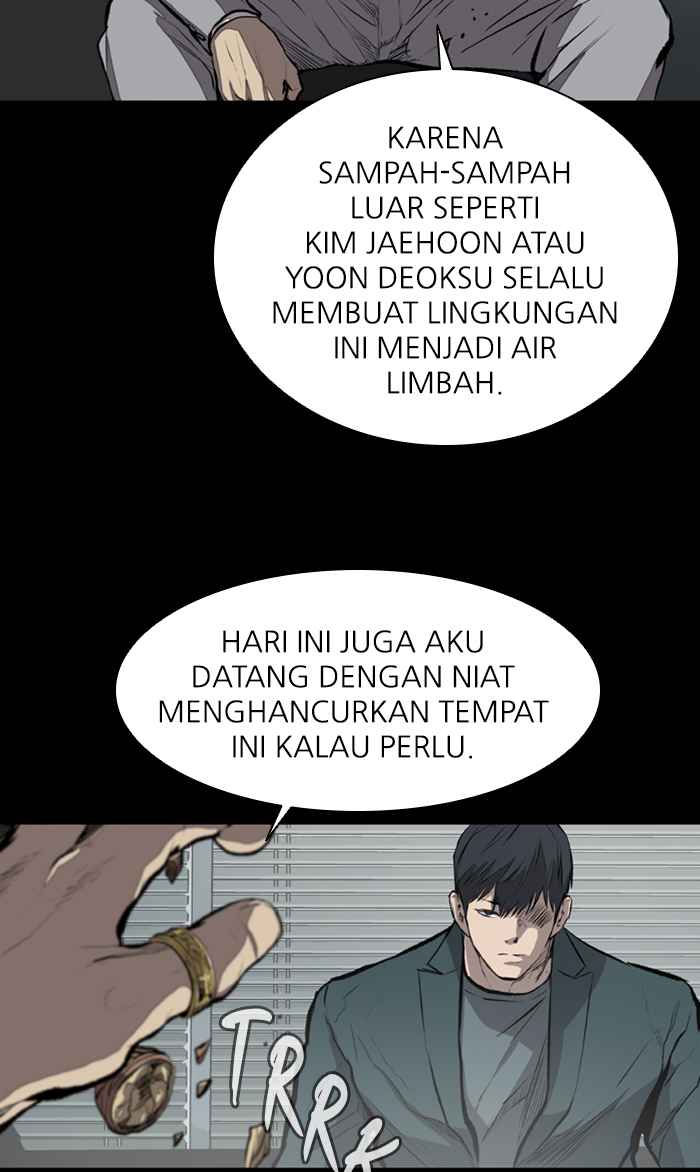 KARENA
SAMPAH-SAMPAH
LUAR SEPERTI
KIM JAEHOON ATAU
YOON DEOKSU SELALU
MEMBUAT LINGKUNGAN
INI MENJADI AIR
LIMBAH.
HARI INI JUGA AKU
DATANG DENGAN NIAT
MENGHANCURKAN TEMPAT
INI KALAU PERLU.
TRRK